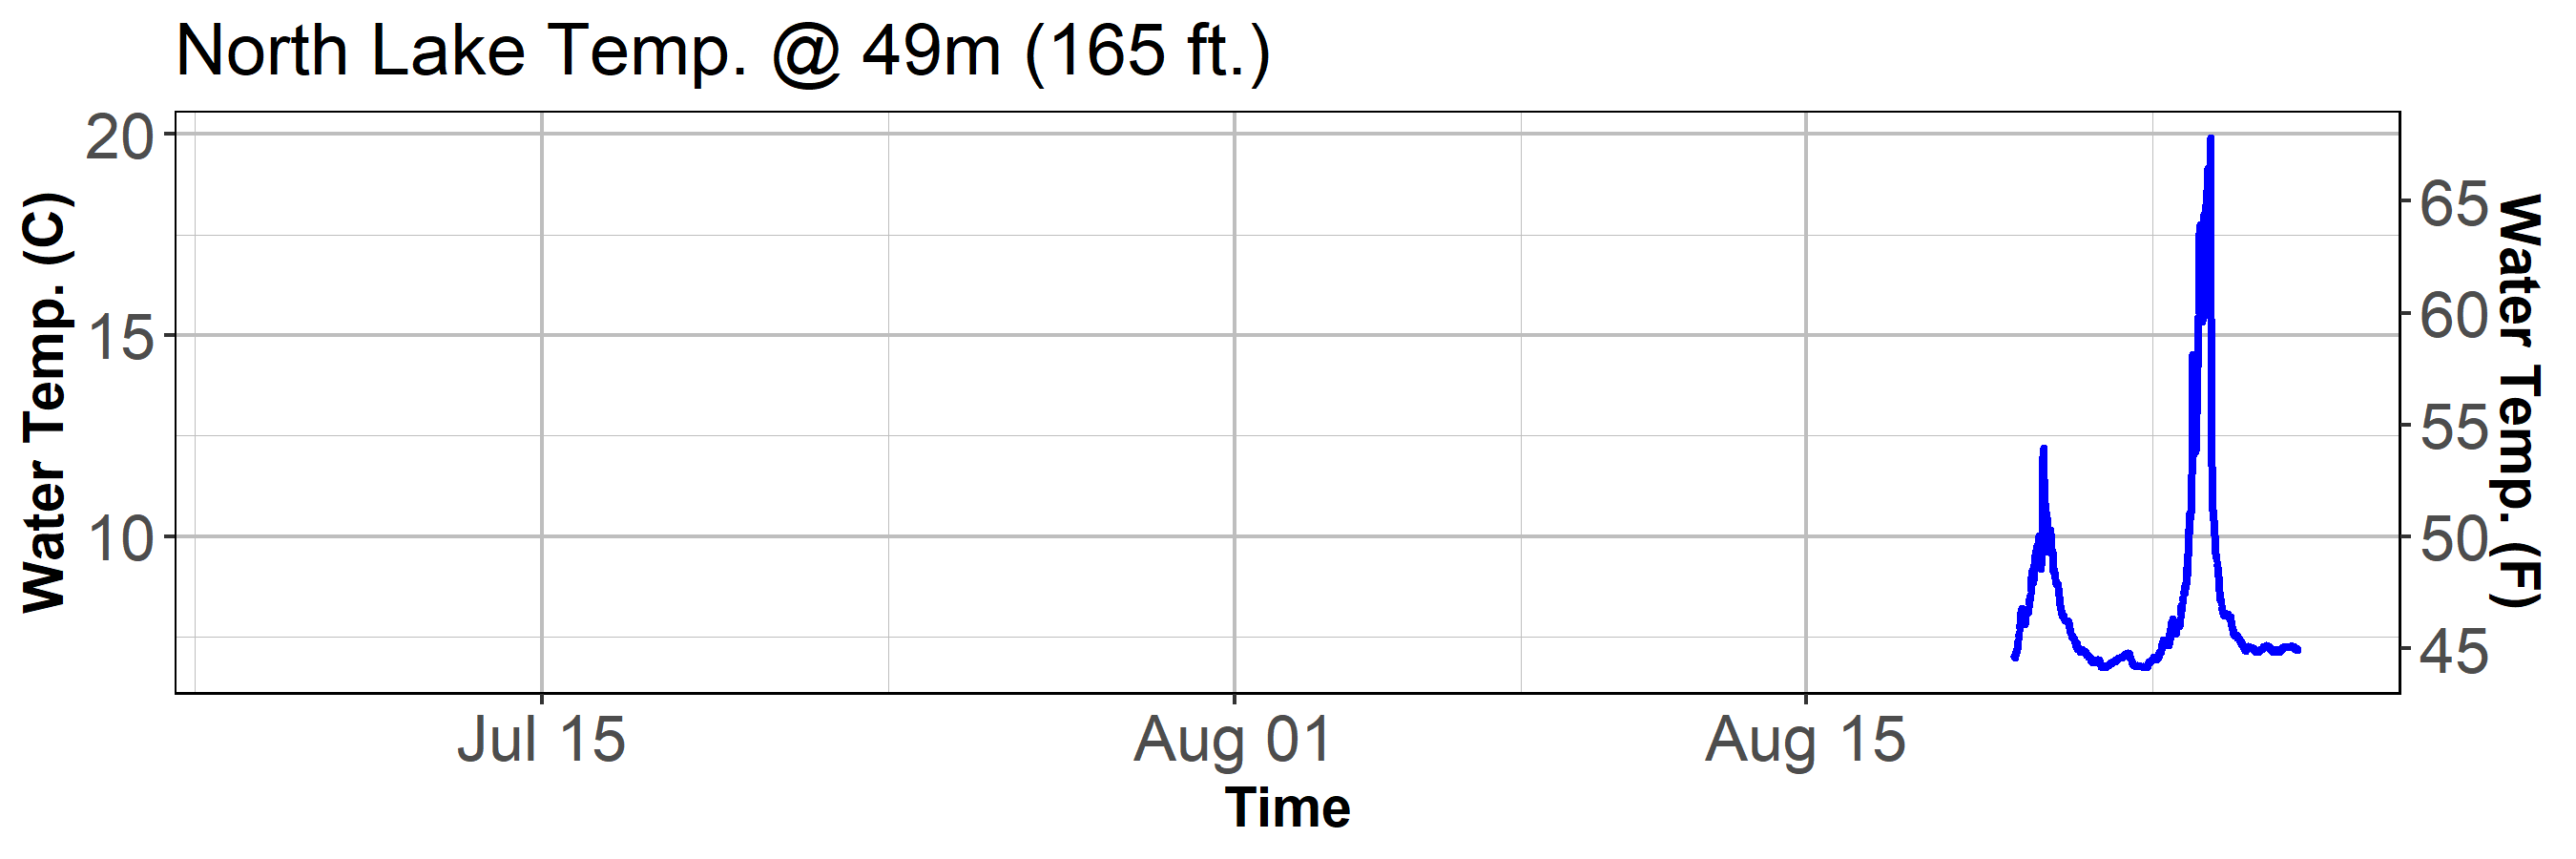 North Lake Temp. @ 49m (165 ft.)
Water Temp. (C)
20
15
10
65
60
55
50
45
Water Temp. (F)
Jul 15
Aug 01
Aug 15
Time